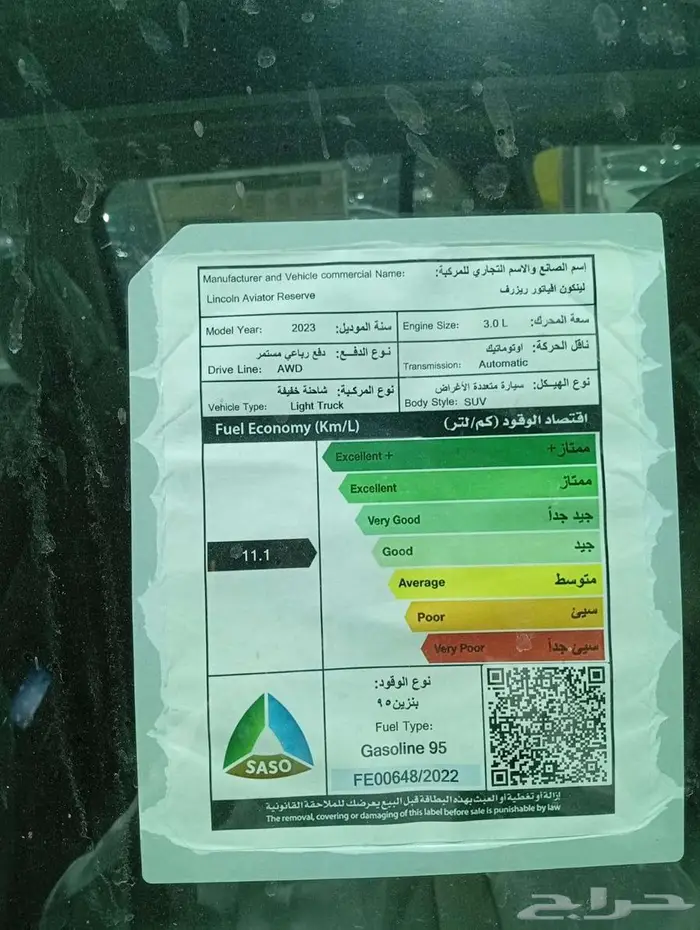 Manufacturer and Vehicle commercial Name: إسم الصانع والاسم التجاري للمركبة:
Lincoln Aviator Reserve لينكون افياتور ريزرف
Model Year: 2023 سنة الموديل:
Engine Size: 3.0 L سعة المحرك:
نوع الدفع: دفع رباعي مستمر
Drive Line: AWD
ناقل الحركة: اوتوماتيك
Transmission: Automatic
نوع المركبة: شاحنة خفيفة
Vehicle Type: Light Truck
نوع الهيكل: سيارة متعددة الأغراض
Body Style: SUV
Fuel Economy (Km/L) اقتصاد الوقود (كم/لتر)
Excellent + ممتاز+
Excellent ممتاز
Very Good جيد جداً
11.1
Good جيد
Average متوسط
Poor سيئ
Very Poor سيئ جداً
SASO
نوع الوقود:
بنزين ٩٥
Fuel Type:
Gasoline 95
FE00648/2022
إزالة أو تغطية أو العبث بهذه البطاقة قبل البيع يعرضك للملاحقة القانونية
The removal, covering or damaging of this label before sale is punishable by law
حراج